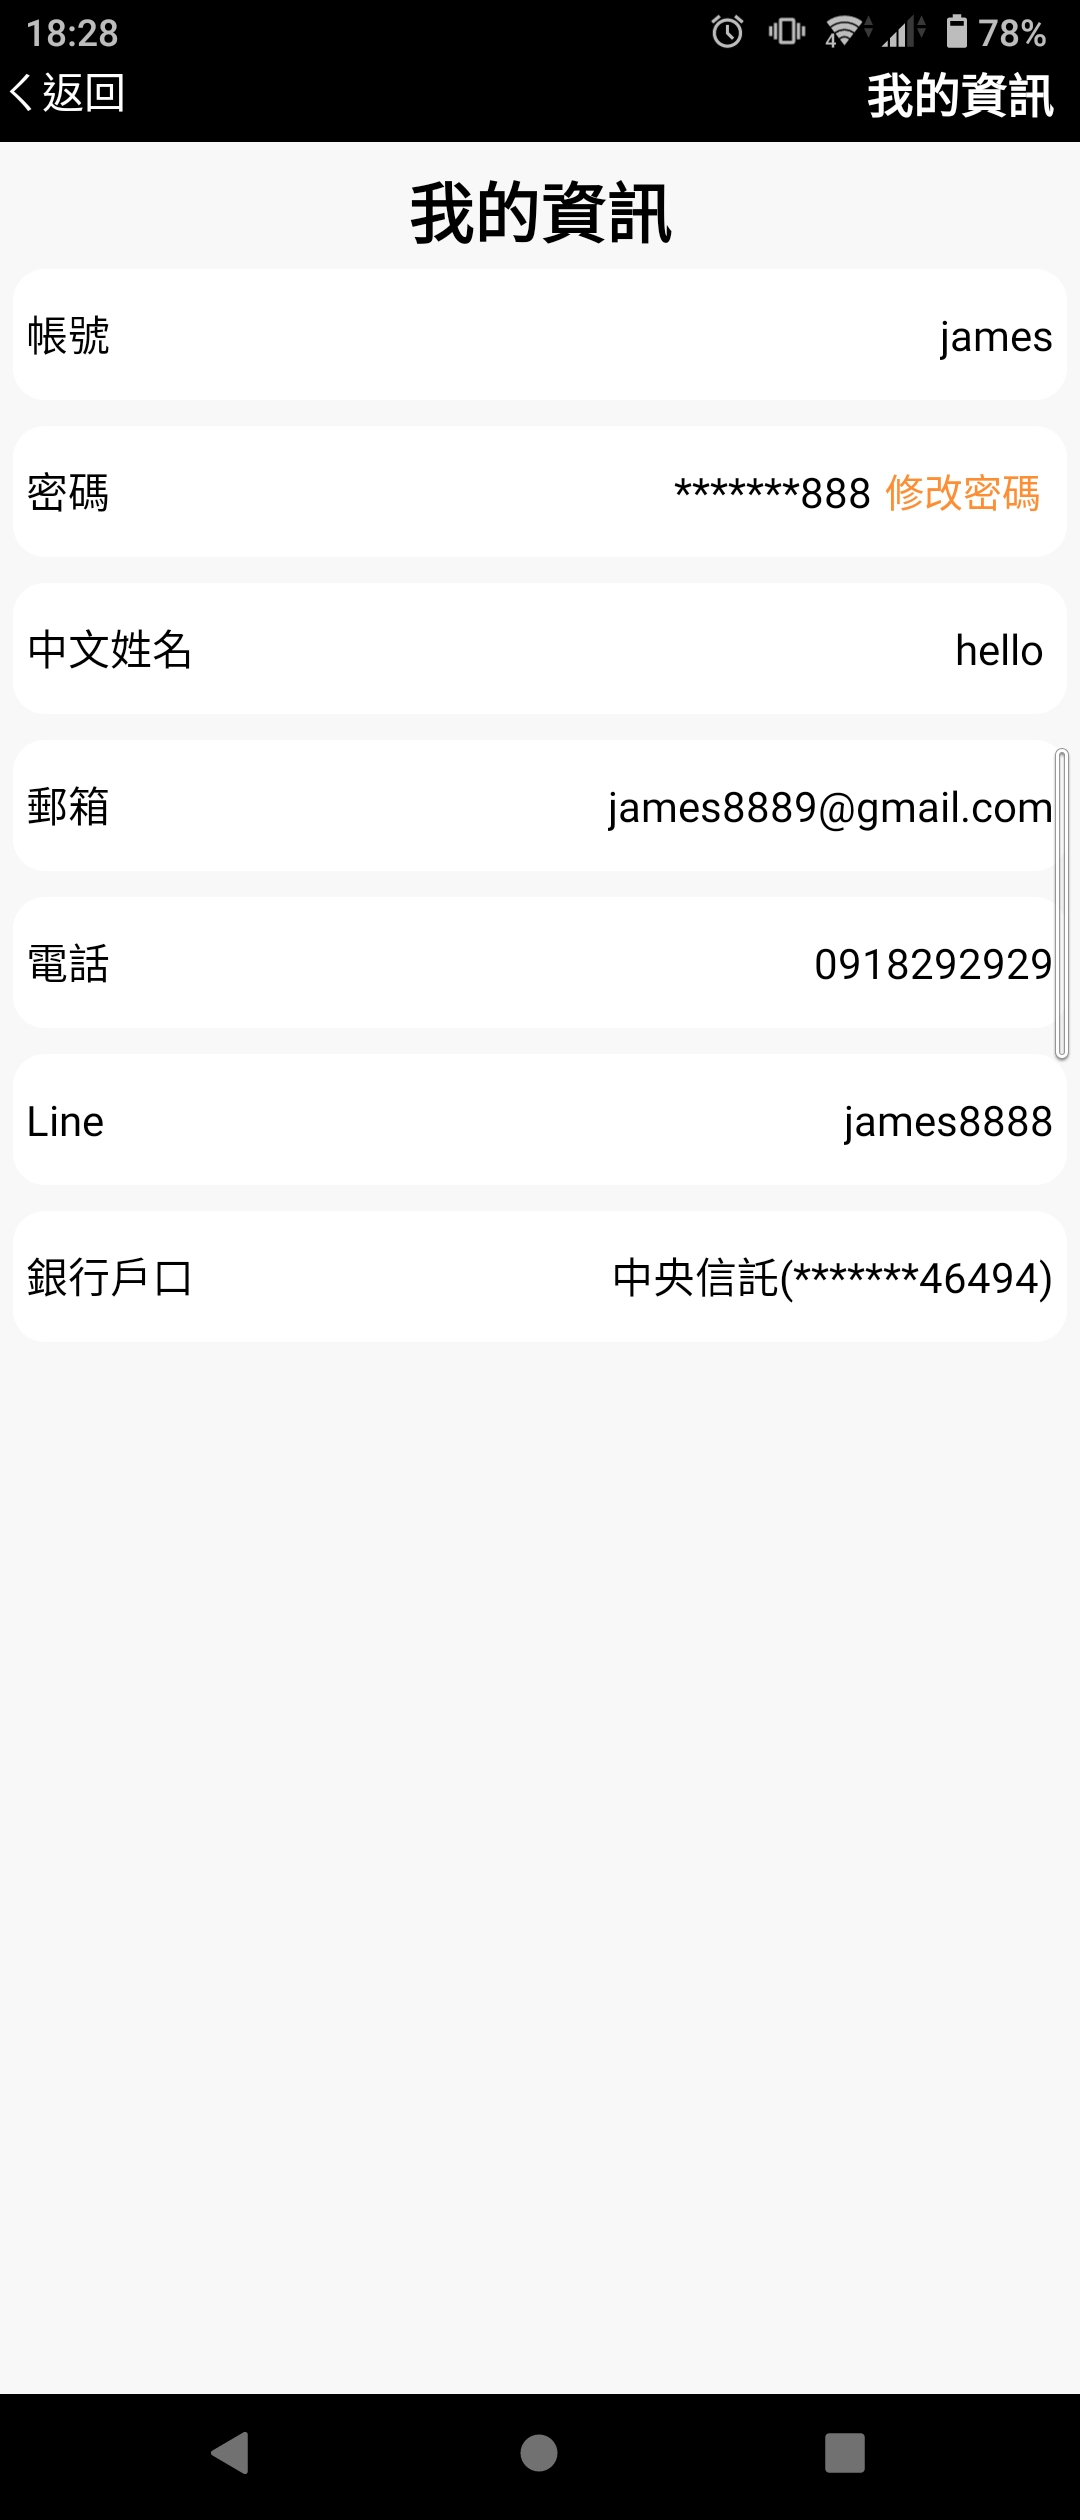 18:28
4
78%
返回
我的資訊
我的資訊
帳號 james
密碼 *******888 修改密碼
中文姓名 hello
郵箱 james8889@gmail.com
電話 0918292929
Line james8888
銀行戶口 中央信託(*******46494)